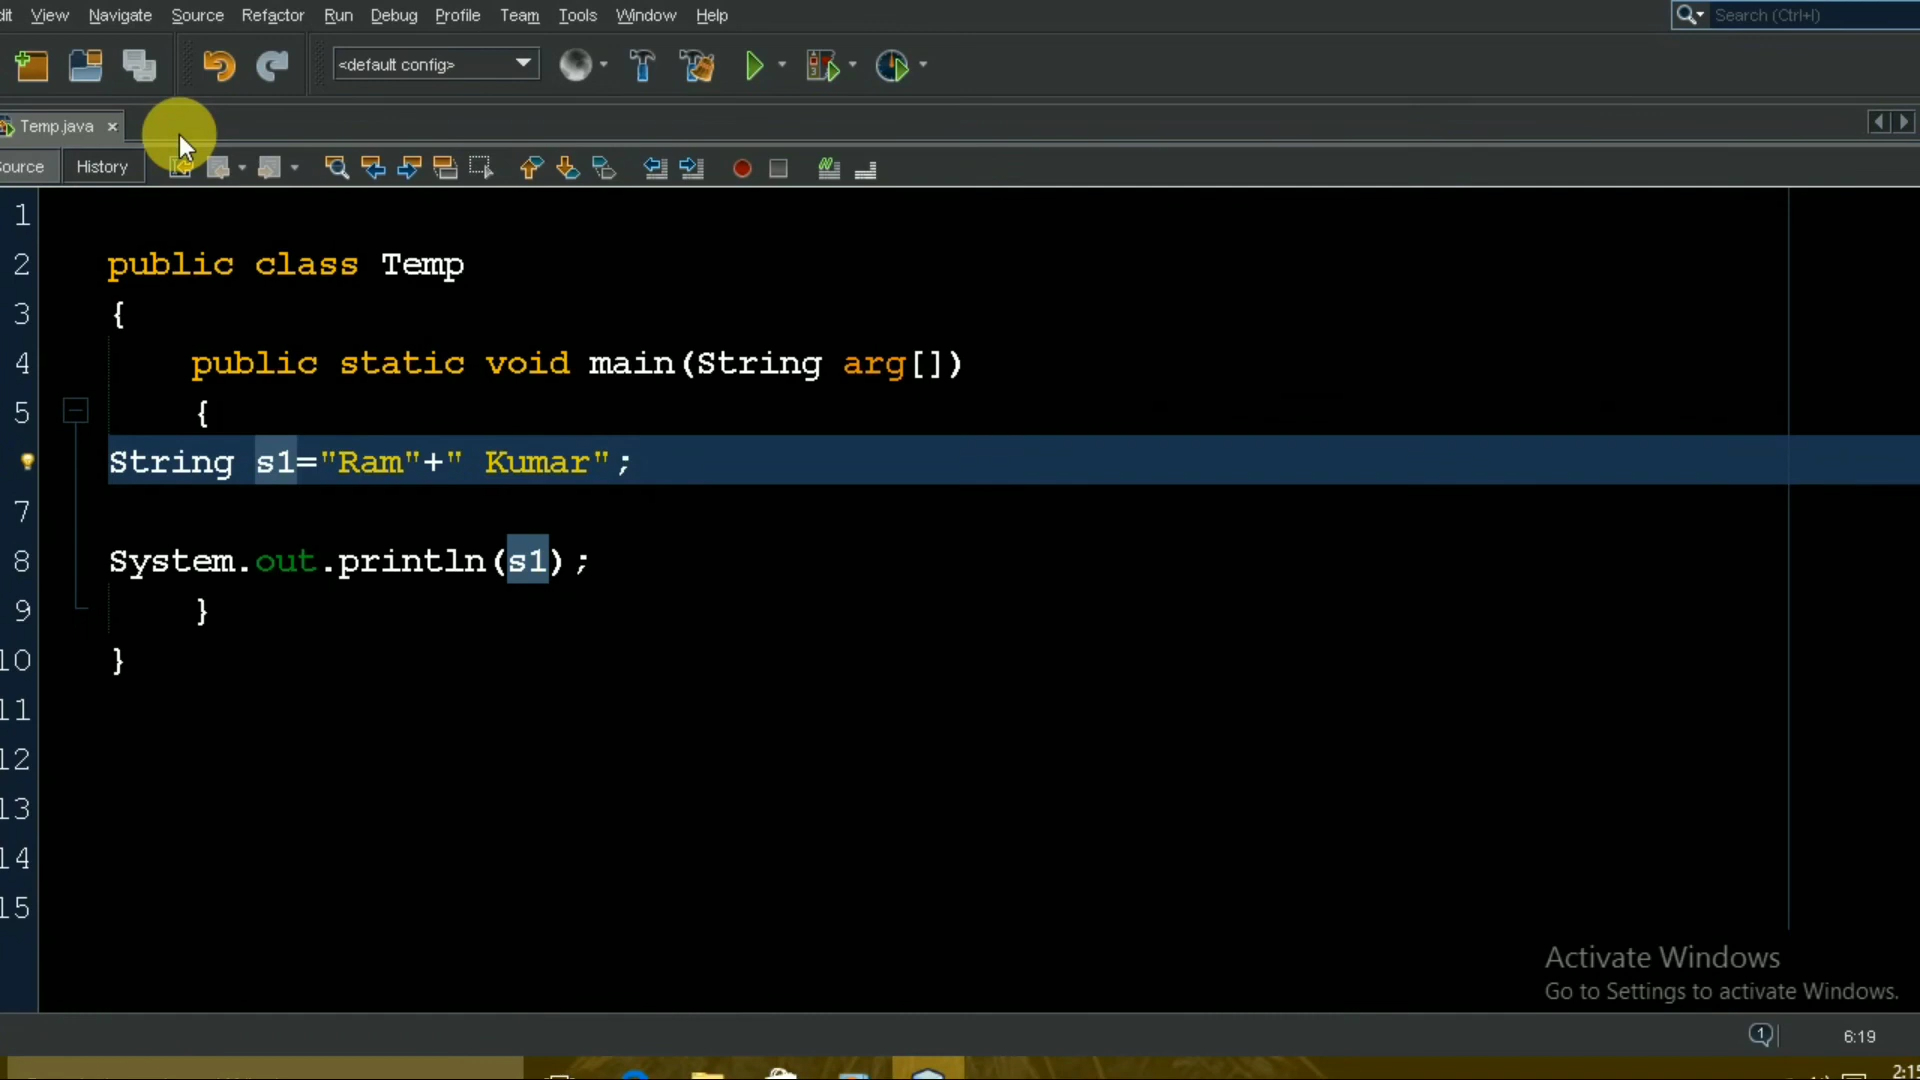 View Navigate Source Refactor Run Debug Profile Team Tools Window Help Search (Ctrl+I)
<default config>
Temp.java
History
1
2 public class Temp
3 {
4 public static void main(String arg[])
5 {
String s1="Ram"+" Kumar";
7
8 System.out.println(s1);
9 }
10 }
11
12
13
14
15
Activate Windows
Go to Settings to activate Windows.
1 6:19